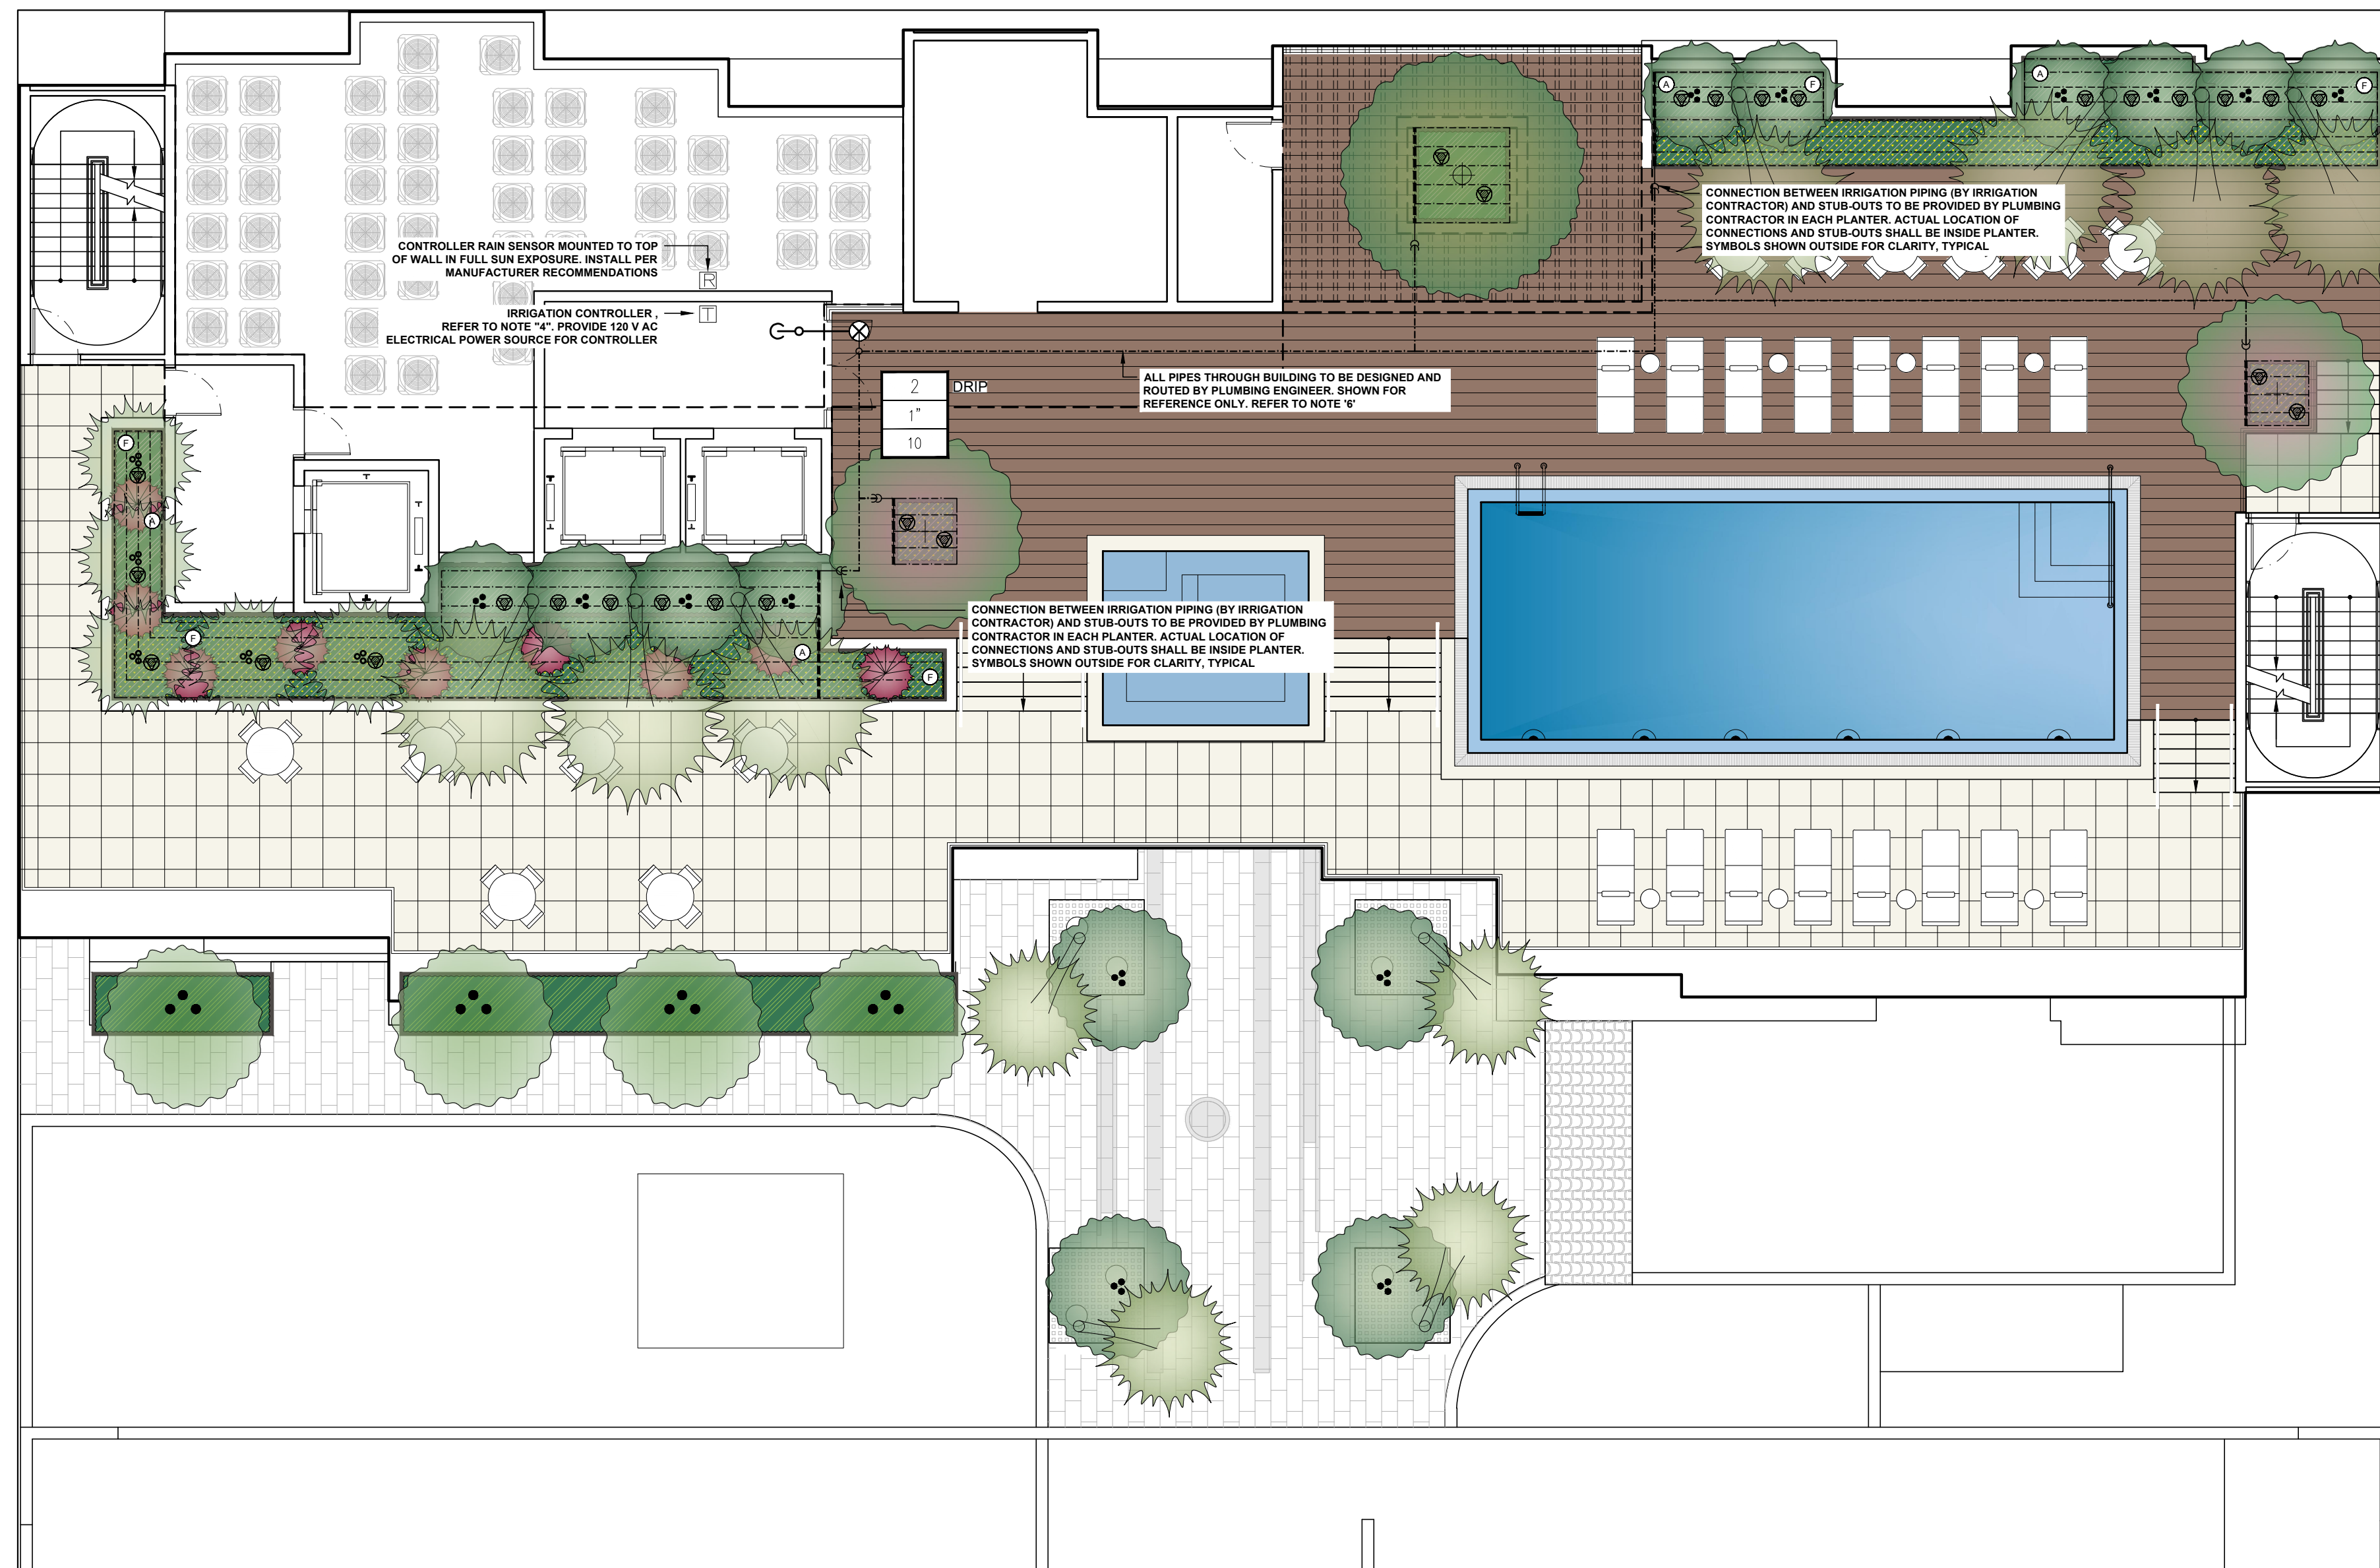 A
F
A
F
CONNECTION BETWEEN IRRIGATION PIPING (BY IRRIGATION
CONTRACTOR) AND STUB-OUTS TO BE PROVIDED BY PLUMBING
CONTRACTOR IN EACH PLANTER. ACTUAL LOCATION OF
CONNECTIONS AND STUB-OUTS SHALL BE INSIDE PLANTER.
SYMBOLS SHOWN OUTSIDE FOR CLARITY, TYPICAL
CONTROLLER RAIN SENSOR MOUNTED TO TOP
OF WALL IN FULL SUN EXPOSURE. INSTALL PER
MANUFACTURER RECOMMENDATIONS
R
IRRIGATION CONTROLLER ,
REFER TO NOTE "4". PROVIDE 120 V AC
ELECTRICAL POWER SOURCE FOR CONTROLLER
T
ALL PIPES THROUGH BUILDING TO BE DESIGNED AND
ROUTED BY PLUMBING ENGINEER. SHOWN FOR
REFERENCE ONLY. REFER TO NOTE '6'
2
DRIP
1"
10
F
A
CONNECTION BETWEEN IRRIGATION PIPING (BY IRRIGATION
CONTRACTOR) AND STUB-OUTS TO BE PROVIDED BY PLUMBING
CONTRACTOR IN EACH PLANTER. ACTUAL LOCATION OF
CONNECTIONS AND STUB-OUTS SHALL BE INSIDE PLANTER.
SYMBOLS SHOWN OUTSIDE FOR CLARITY, TYPICAL
F
A
F